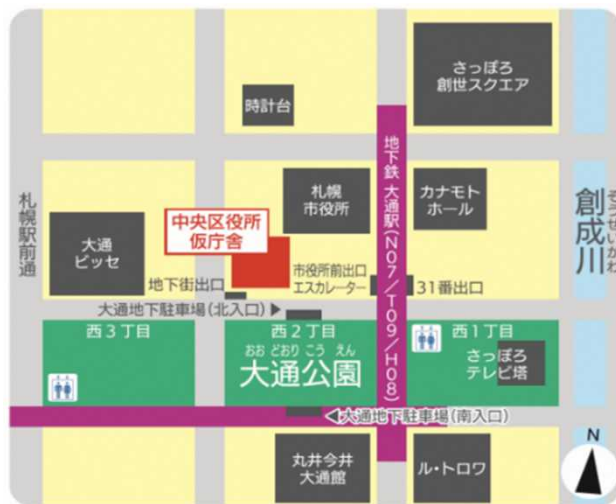 さっぽろ
創世スクエア
時計台
地下鉄 大通駅(N07/T09/H08)
札幌駅前通
札幌
市役所
カナモト
ホール
創成川
そうせいがわ
中央区役所
仮庁舎
大通
ビッセ
地下街出口
市役所前出口
エスカレーター
31番出口
大通地下駐車場(北入口)▶
西3丁目
西2丁目
西1丁目
おお どおり こう えん
大通公園
さっぽろ
テレビ塔
◀大通地下駐車場(南入口)
丸井今井
大通館
ル・トロワ
N